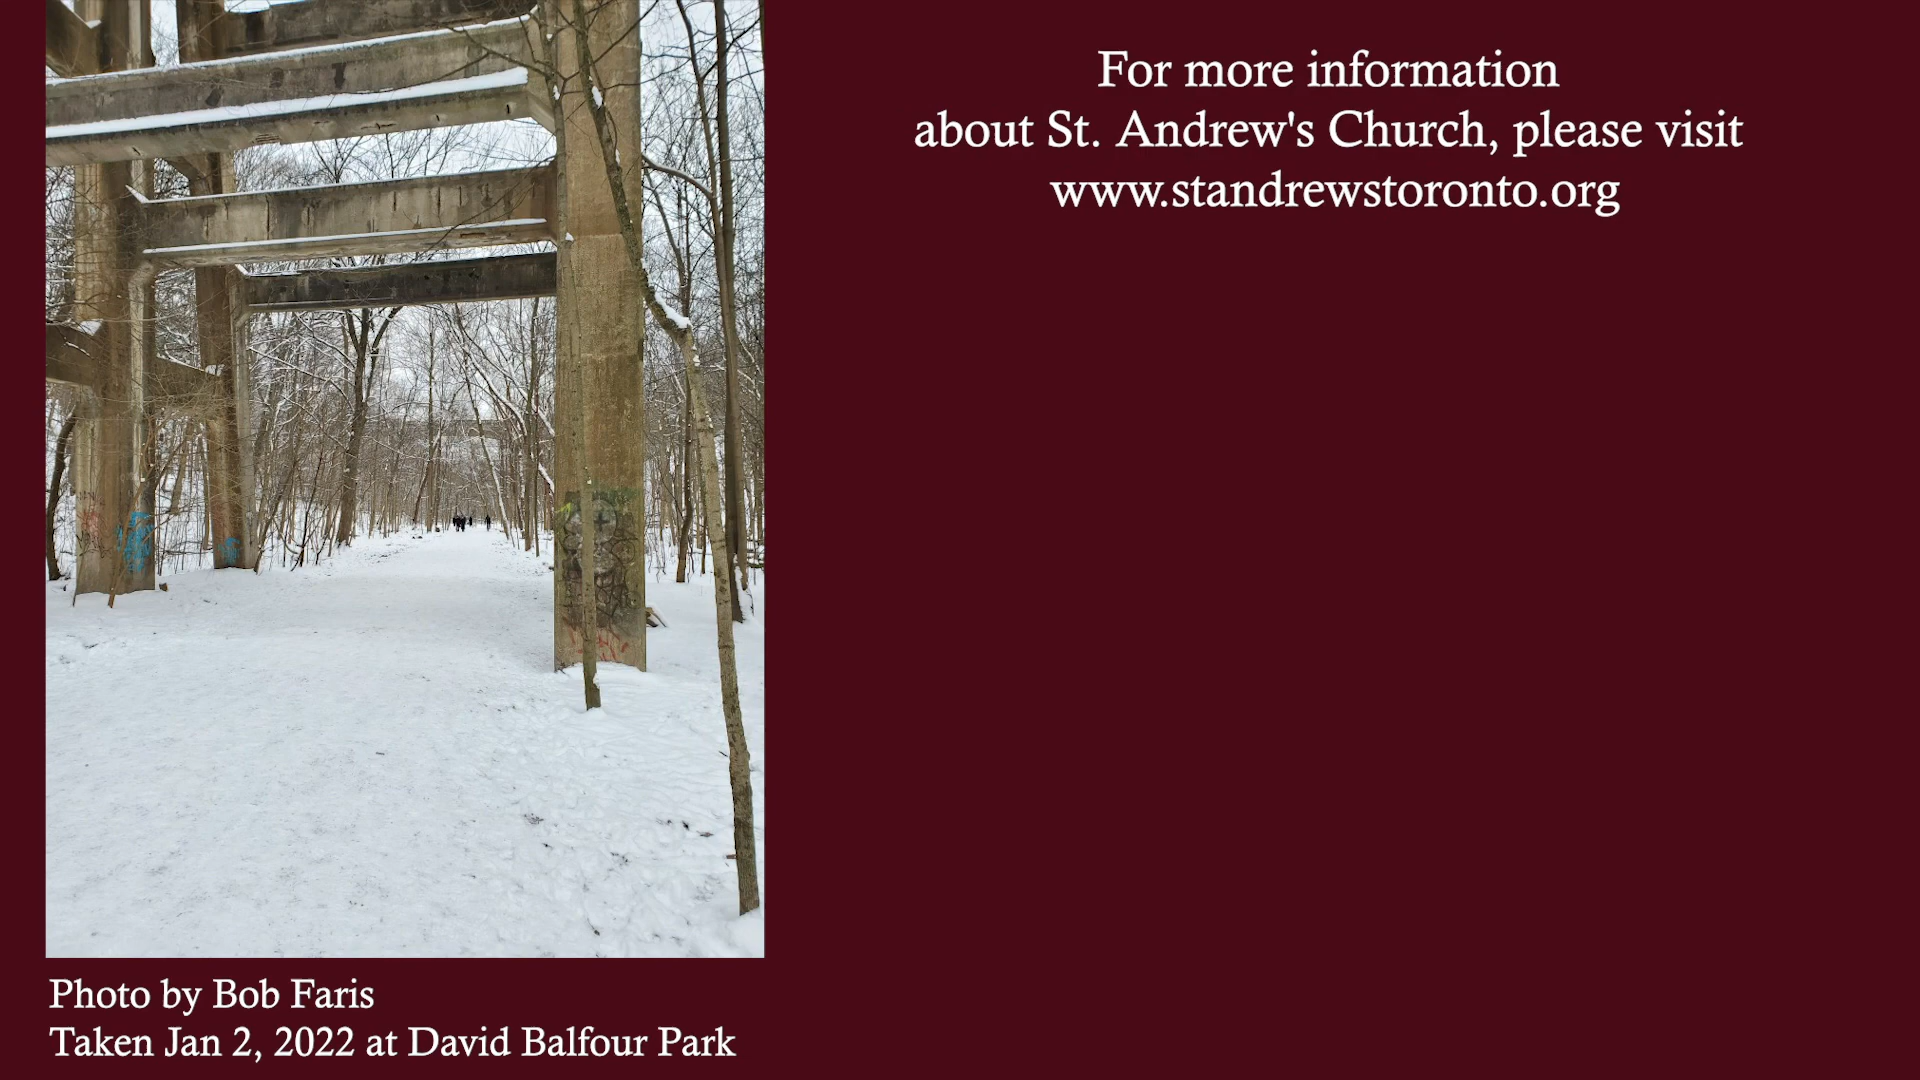 For more information
about St. Andrew's Church, please visit
www.standrewstoronto.org
Photo by Bob Faris
Taken Jan 2, 2022 at David Balfour Park